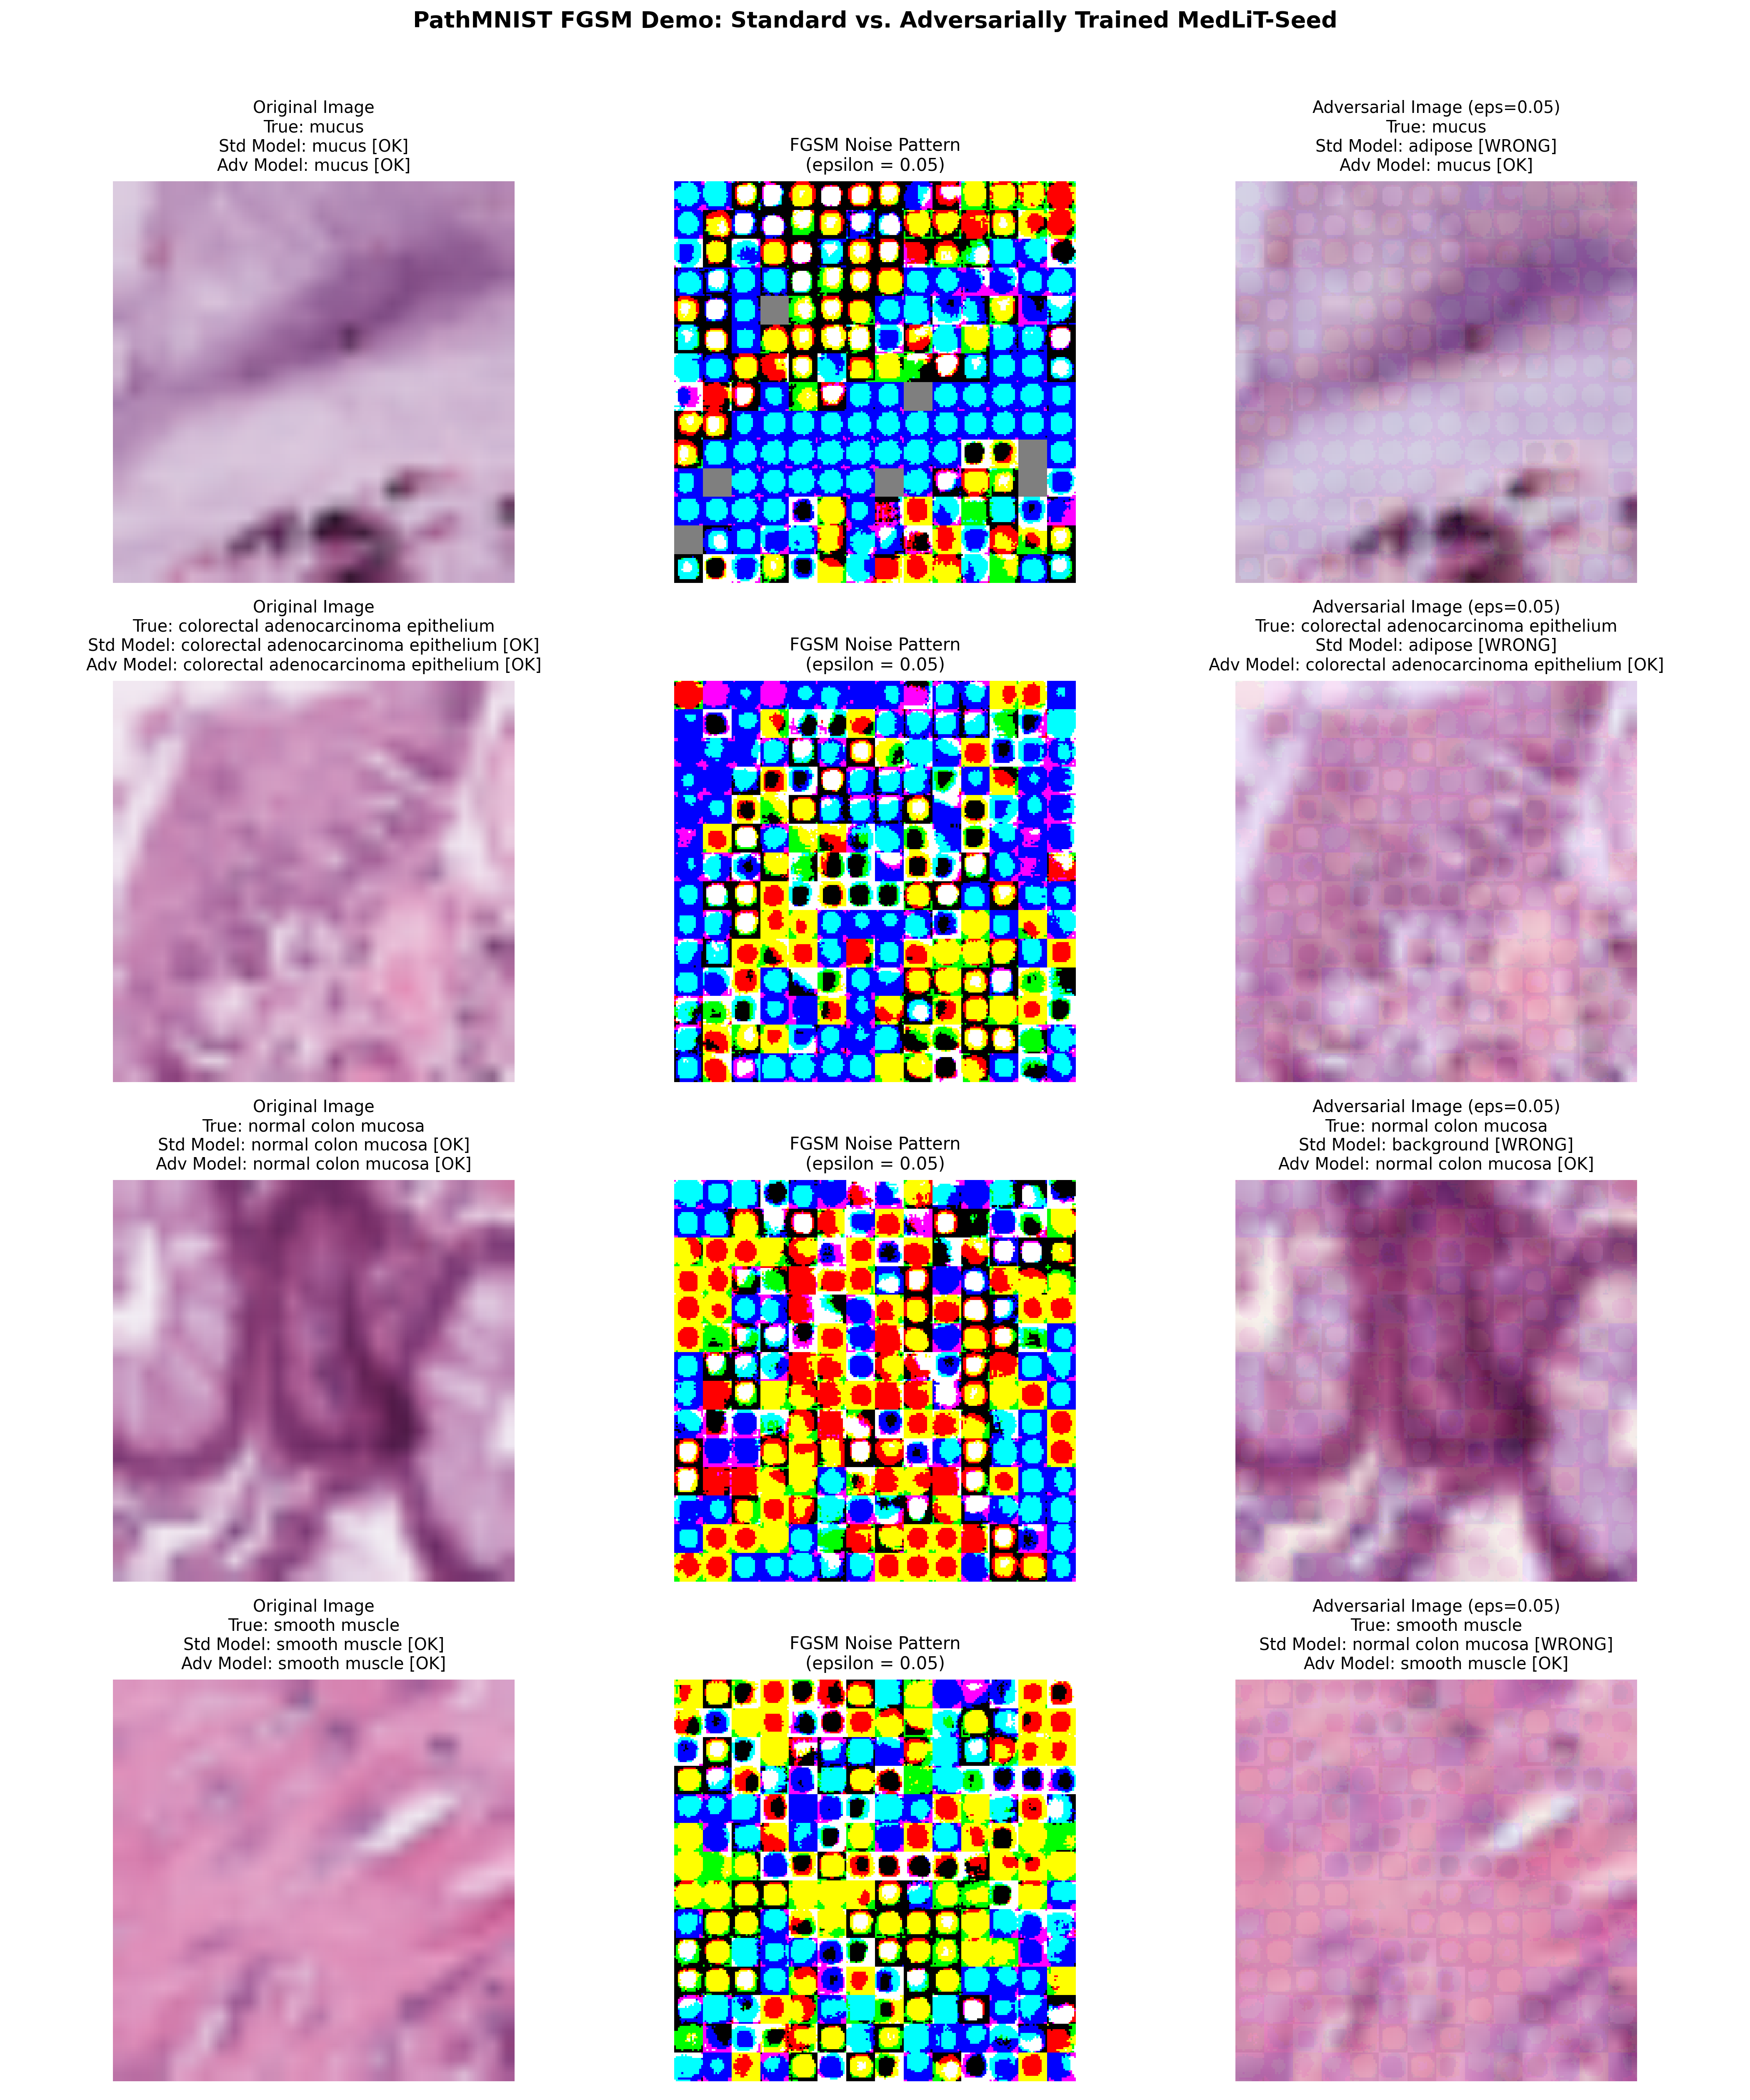 PathMNIST FGSM Demo: Standard vs. Adversarially Trained MedLiT-Seed
Original Image
True: mucus
Std Model: mucus [OK]
Adv Model: mucus [OK]
FGSM Noise Pattern
(epsilon = 0.05)
Adversarial Image (eps=0.05)
True: mucus
Std Model: adipose [WRONG]
Adv Model: mucus [OK]
Original Image
True: colorectal adenocarcinoma epithelium
Std Model: colorectal adenocarcinoma epithelium [OK]
Adv Model: colorectal adenocarcinoma epithelium [OK]
FGSM Noise Pattern
(epsilon = 0.05)
Adversarial Image (eps=0.05)
True: colorectal adenocarcinoma epithelium
Std Model: adipose [WRONG]
Adv Model: colorectal adenocarcinoma epithelium [OK]
Original Image
True: normal colon mucosa
Std Model: normal colon mucosa [OK]
Adv Model: normal colon mucosa [OK]
FGSM Noise Pattern
(epsilon = 0.05)
Adversarial Image (eps=0.05)
True: normal colon mucosa
Std Model: background [WRONG]
Adv Model: normal colon mucosa [OK]
Original Image
True: smooth muscle
Std Model: smooth muscle [OK]
Adv Model: smooth muscle [OK]
FGSM Noise Pattern
(epsilon = 0.05)
Adversarial Image (eps=0.05)
True: smooth muscle
Std Model: normal colon mucosa [WRONG]
Adv Model: smooth muscle [OK]